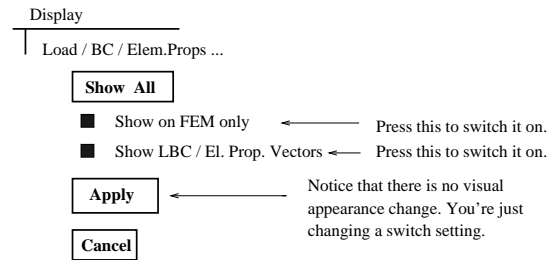 Display
Load / BC / Elem.Props ...
Show All
Show on FEM only
Press this to switch it on.
Show LBC / El. Prop. Vectors
Press this to switch it on.
Apply
Notice that there is no visual
appearance change. You're just
changing a switch setting.
Cancel